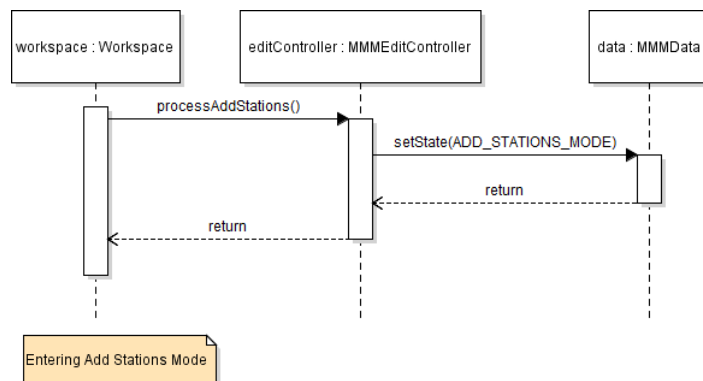 workspace : Workspace
editController : MMMEditController
data : MMMData
processAddStations()
setState(ADD_STATIONS_MODE)
return
return
Entering Add Stations Mode